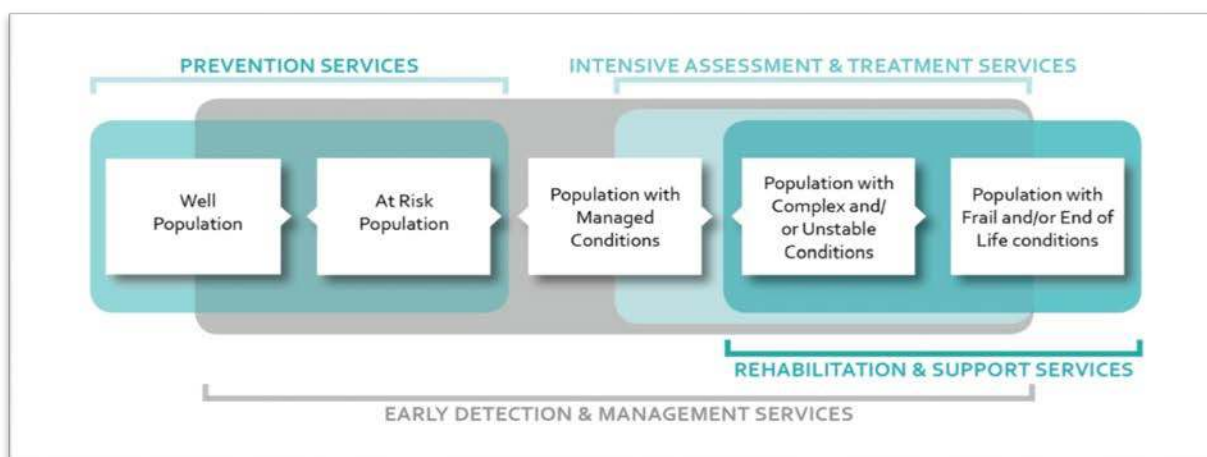 PREVENTION SERVICES
INTENSIVE ASSESSMENT & TREATMENT SERVICES
Well
Population
At Risk
Population
Population with
Managed
Conditions
Population with
Complex and/
or Unstable
Conditions
Population with
Frail and/or End of
Life conditions
REHABILITATION & SUPPORT SERVICES
EARLY DETECTION & MANAGEMENT SERVICES